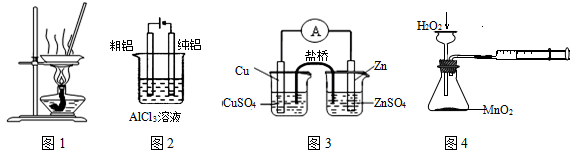 图1
粗铝 纯铝
AlCl₃溶液
图2
A
盐桥
Cu Zn
CuSO₄ ZnSO₄
图3
H₂O₂
MnO₂
图4